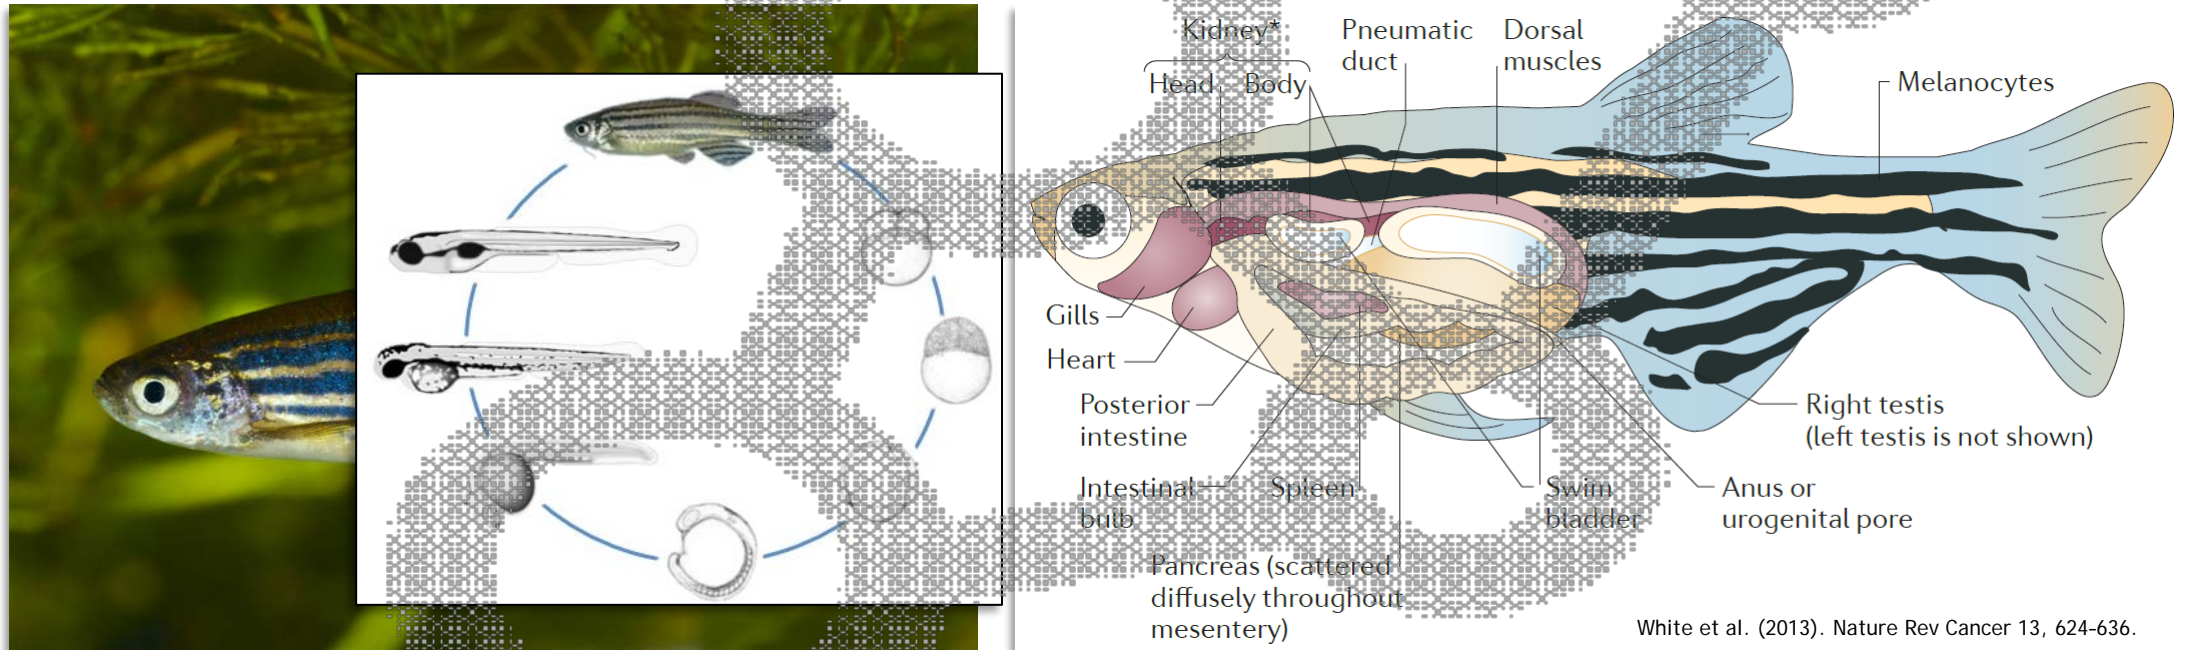 Kidney*
Head Body
Pneumatic
duct
Dorsal
muscles
Melanocytes
Gills
Heart
Posterior
intestine
Intestinal
bulb
Spleen
Swim
bladder
Pancreas (scattered
diffusely throughout
mesentery)
Right testis
(left testis is not shown)
Anus or
urogenital pore
White et al. (2013). Nature Rev Cancer 13, 624-636.